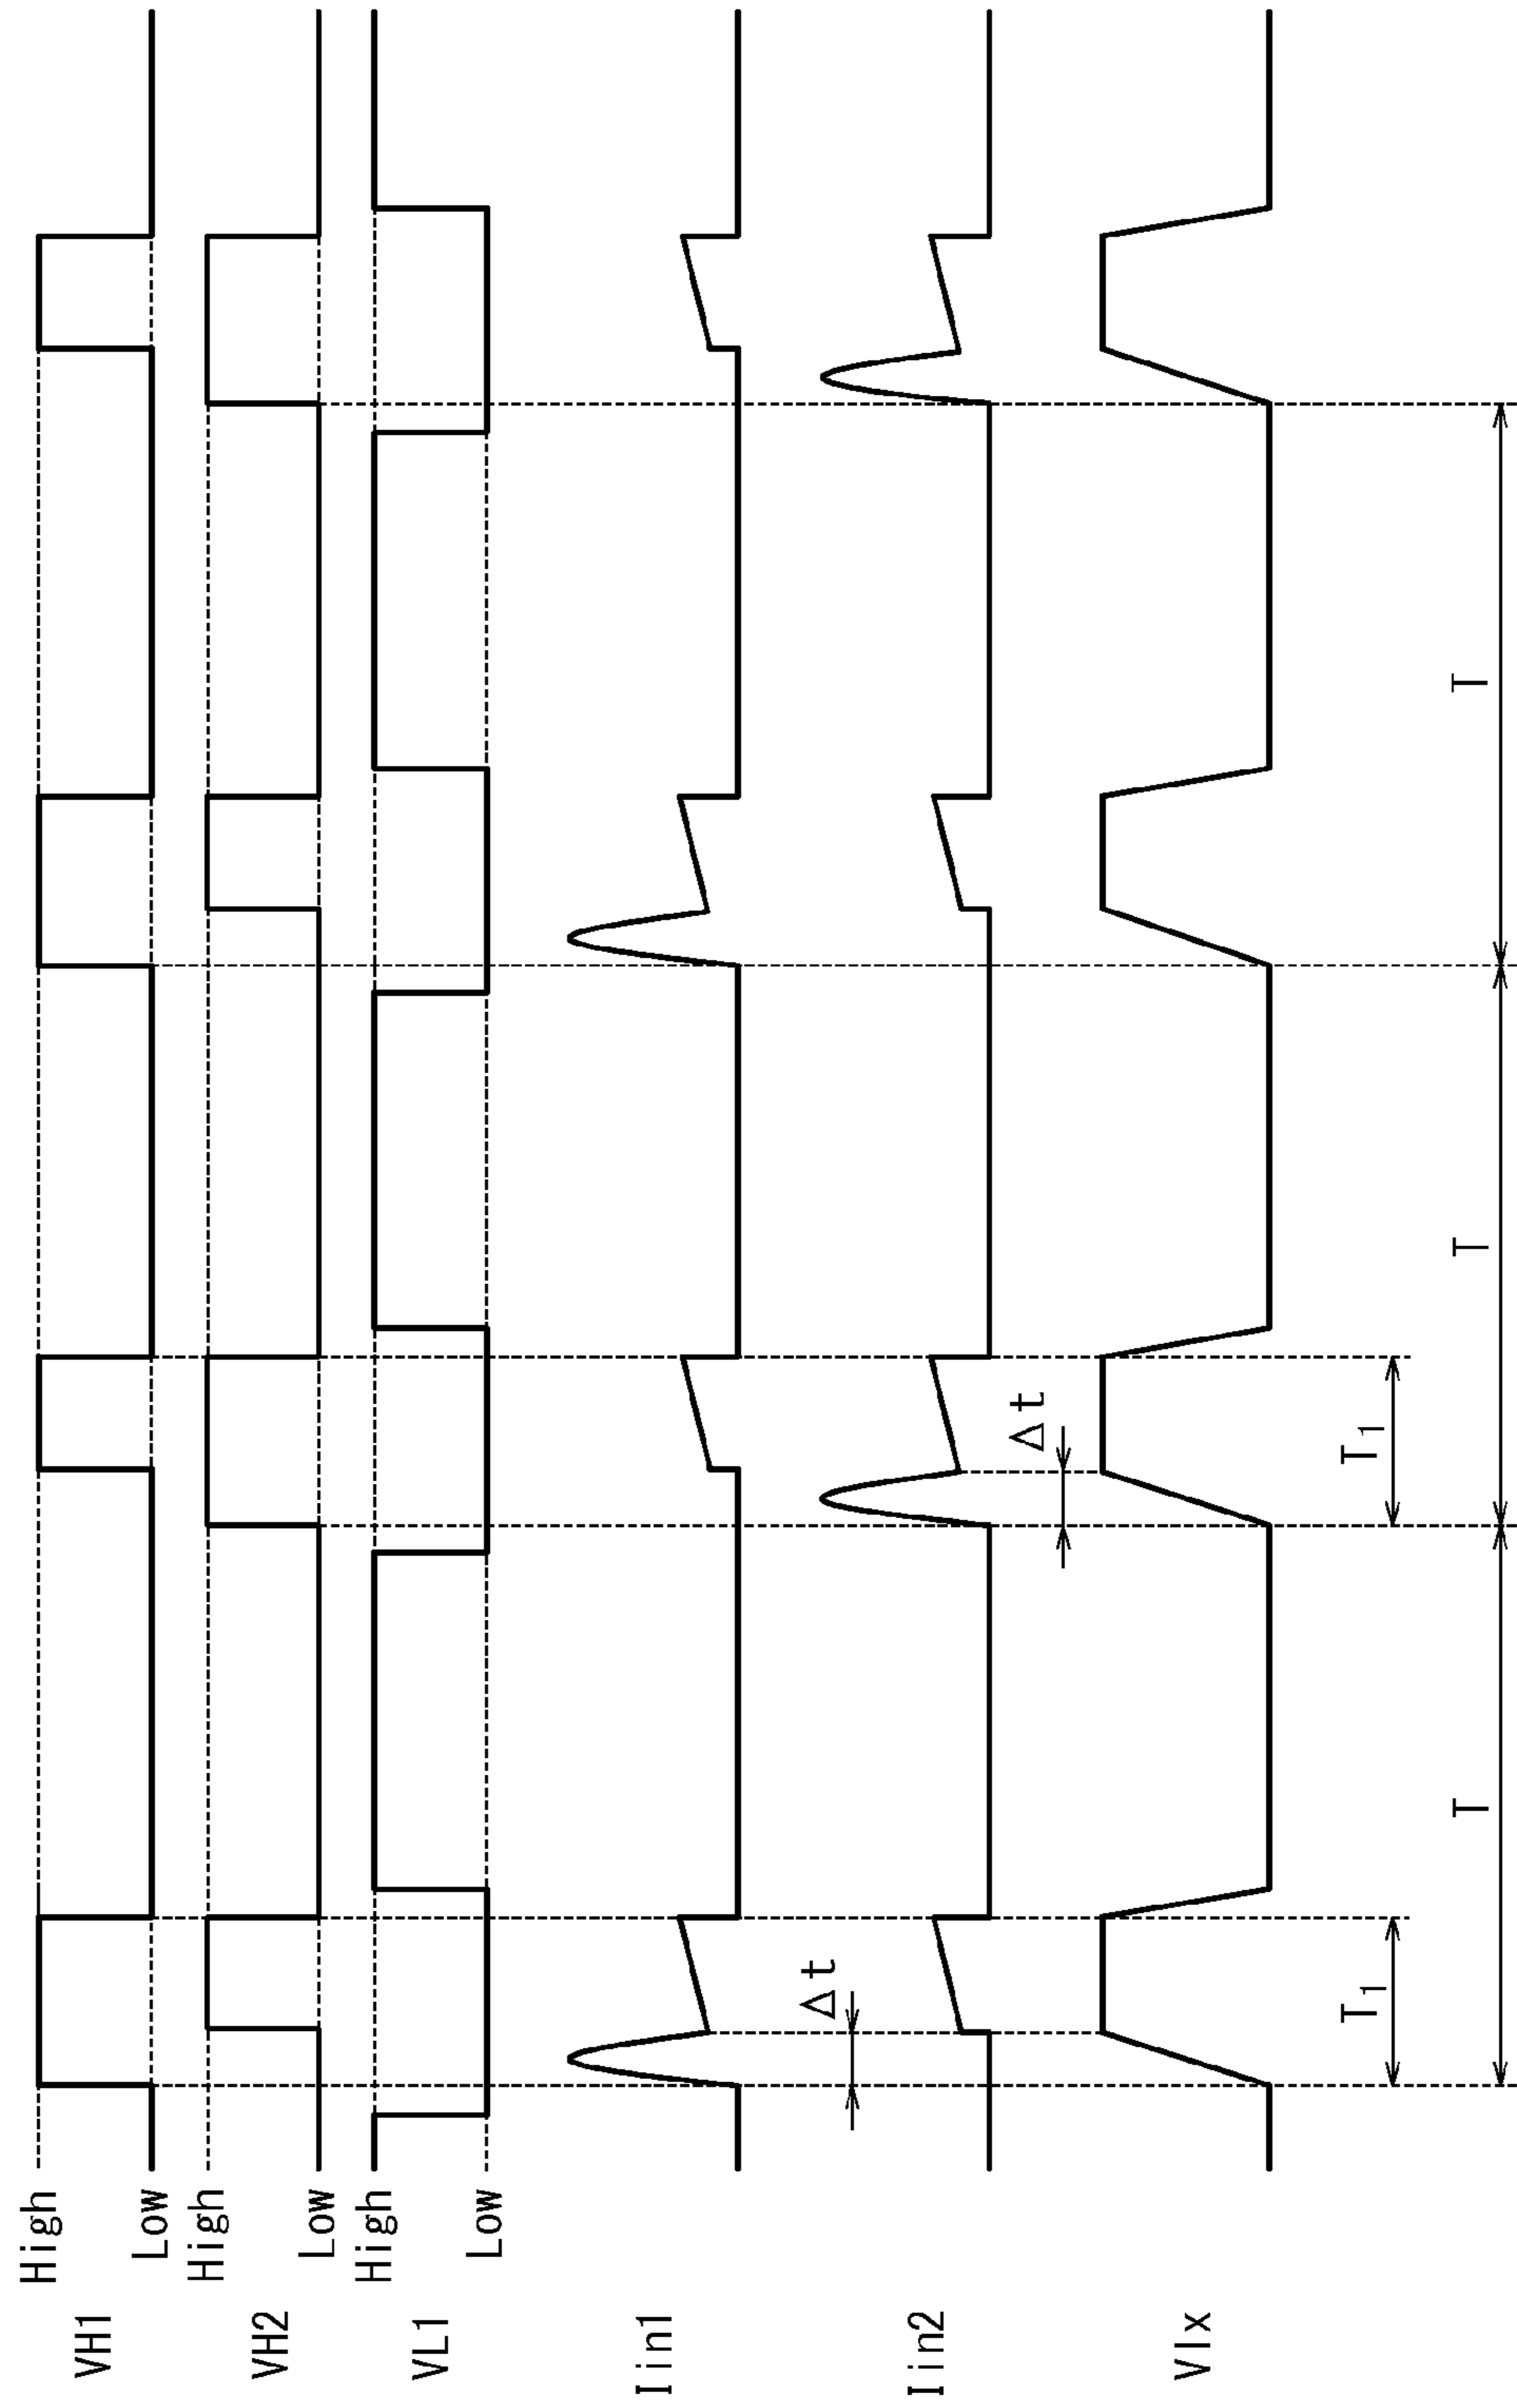 VH1
High
Low
VH2
High
Low
VL1
High
Low
Iin1
Δt
Iin2
Δt
VIx
T1
T1
T
T
T